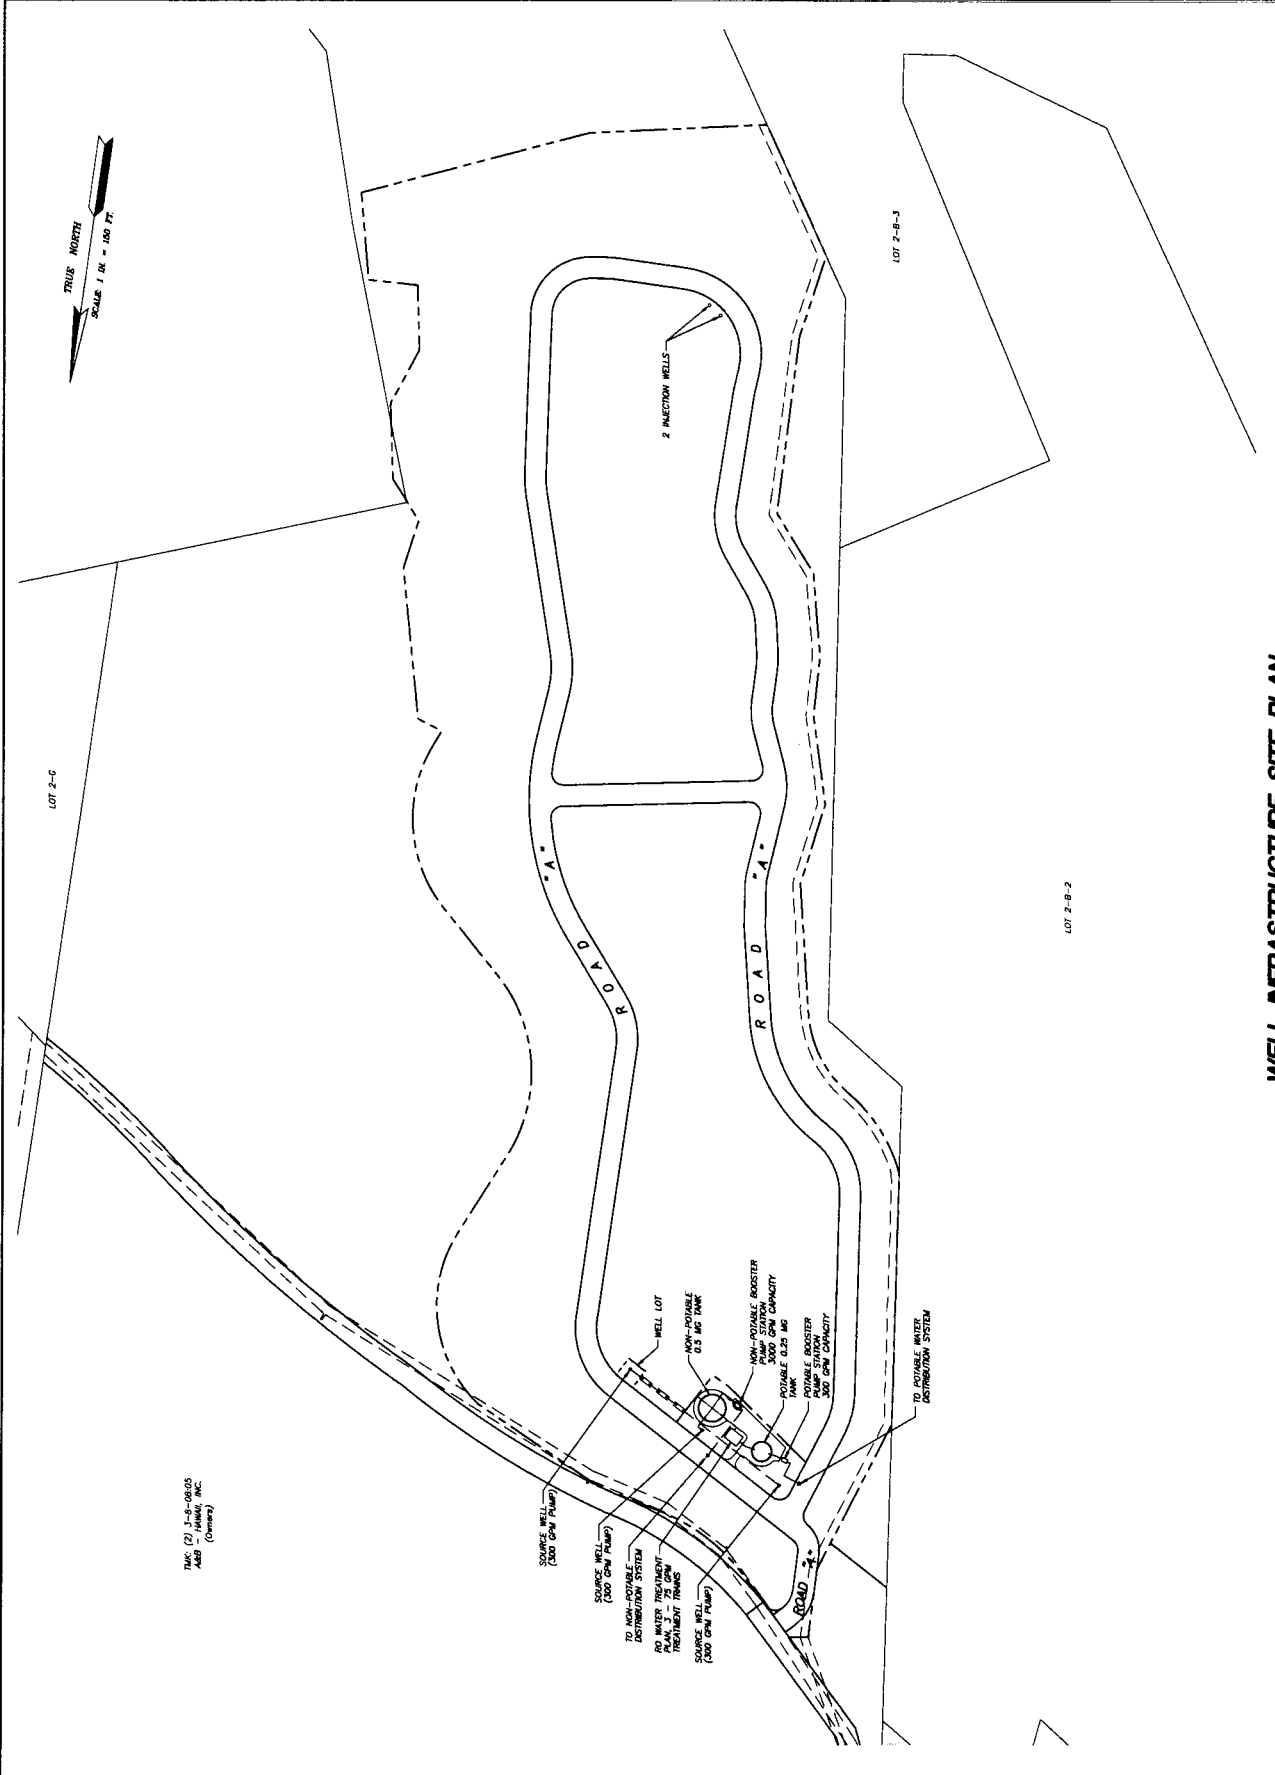 TRUE NORTH
SCALE: 1 IN. = 150 FT.
LOT 2-G
LOT 2-B-3
2 INJECTION WELLS
LOT 2-B-2
ROAD "A"
ROAD "A"
ROAD "A"
WELL LOT
NON-POTABLE
0.5 MG TANK
NON-POTABLE BOOSTER
PUMP STATION
3000 GPM CAPACITY
POTABLE 0.25 MG
TANK
POTABLE BOOSTER
PUMP STATION
300 GPM CAPACITY
TO POTABLE WATER
DISTRIBUTION SYSTEM
SOURCE WELL
(300 GPM PUMP)
SOURCE WELL
(300 GPM PUMP)
TO NON-POTABLE
DISTRIBUTION SYSTEM
RO WATER TREATMENT
PLAN, 3 - 75 GPM
TREATMENT TRAINS
SOURCE WELL
(300 GPM PUMP)
TMK: (2) 3-8-08:05
A&B - HAWAII, INC.
(Owners)
WELL INFRASTRUCTURE SITE PLAN